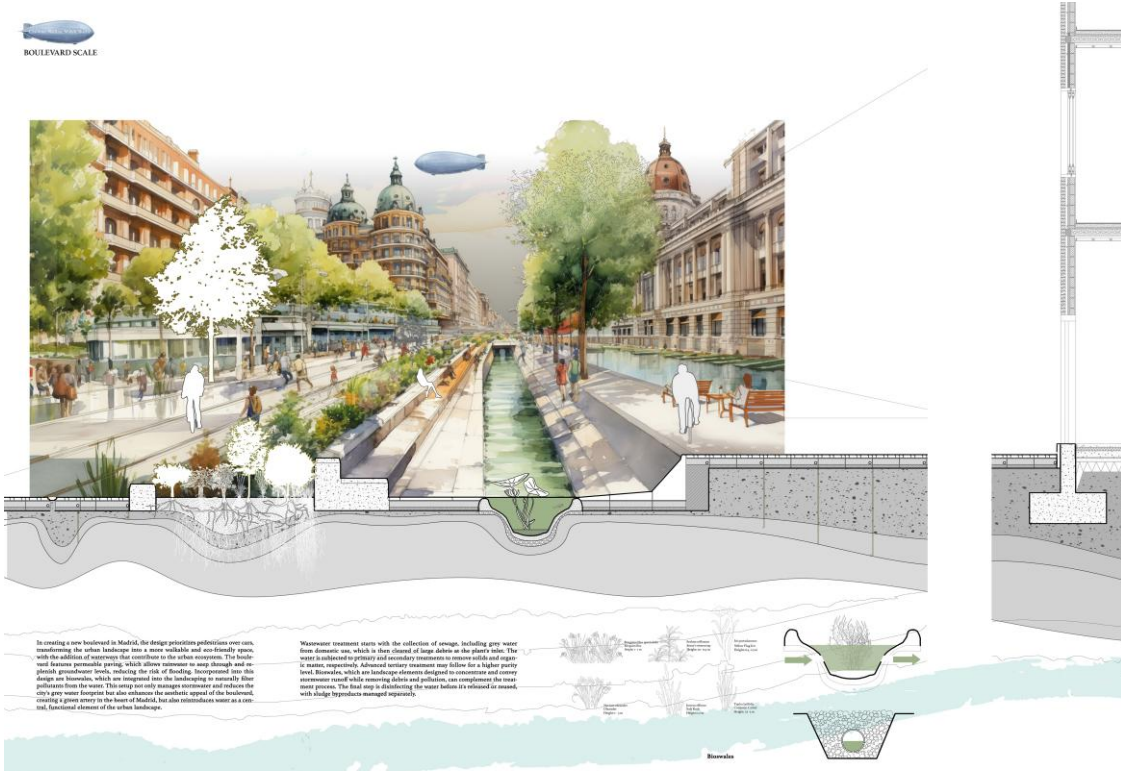 BOULEVARD SCALE
In creating a new boulevard in Madrid, the design prioritizes pedestrians over cars,
transforming the urban landscape into a more walkable and eco-friendly space,
with the addition of waterways that contribute to the urban ecosystem. The boule-
vard features permeable paving, which allows rainwater to seep through and re-
plenish groundwater levels, reducing the risk of flooding. Incorporated into this
design are bioswales, which are integrated into the landscaping to naturally filter
pollutants from the water. This setup not only manages stormwater and reduces the
city's grey water footprint but also enhances the aesthetic appeal of the boulevard,
creating a green artery in the heart of Madrid, but also reintroduces water as a cen-
tral, functional element of the urban landscape.
Wastewater treatment starts with the collection of sewage, including grey water
from domestic use, which is then cleared of large debris at the plant's inlet. The
water is subjected to primary and secondary treatments to remove solids and organ-
ic matter, respectively. Advanced tertiary treatment may follow for a higher purity
level. Bioswales, which are landscape elements designed to concentrate and convey
stormwater runoff while removing debris and pollution, can complement the treat-
ment process. The final step is disinfecting the water before it's released or reused,
with sludge byproducts managed separately.
Bioswales